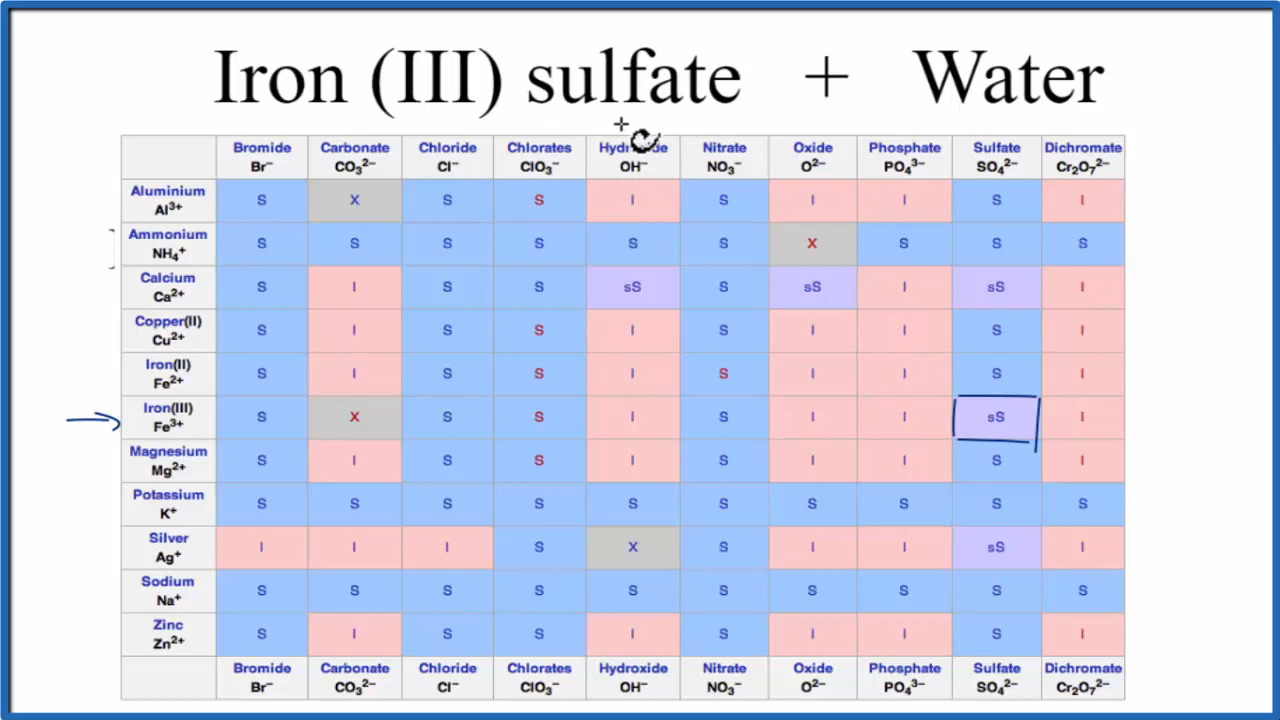 Iron (III) sulfate + Water
Bromide Carbonate Chloride Chlorates Nitrate Oxide Phosphate Sulfate Dichromate
Br⁻ CO₃²⁻ Cl⁻ ClO₃⁻ OH⁻ NO₃⁻ O²⁻ PO₄³⁻ SO₄²⁻ Cr₂O₇²⁻
Aluminium Al³⁺ S X S S I S I I S I
Ammonium NH₄⁺ S S S S S S X S S S
Calcium Ca²⁺ S I S S sS S sS I sS I
Copper(II) Cu²⁺ S I S S I S I I S I
Iron(II) Fe²⁺ S I S S I S I I S I
Iron(III) Fe³⁺ S X S S I S I I sS I
Magnesium Mg²⁺ S I S S I S I I S I
Potassium K⁺ S S S S S S S S S S
Silver Ag⁺ I I I S X S I I sS I
Sodium Na⁺ S S S S S S S S S S
Zinc Zn²⁺ S I S S I S I I S I
Bromide Carbonate Chloride Chlorates Hydroxide Nitrate Oxide Phosphate Sulfate Dichromate
Br⁻ CO₃²⁻ Cl⁻ ClO₃⁻ OH⁻ NO₃⁻ O²⁻ PO₄³⁻ SO₄²⁻ Cr₂O₇²⁻